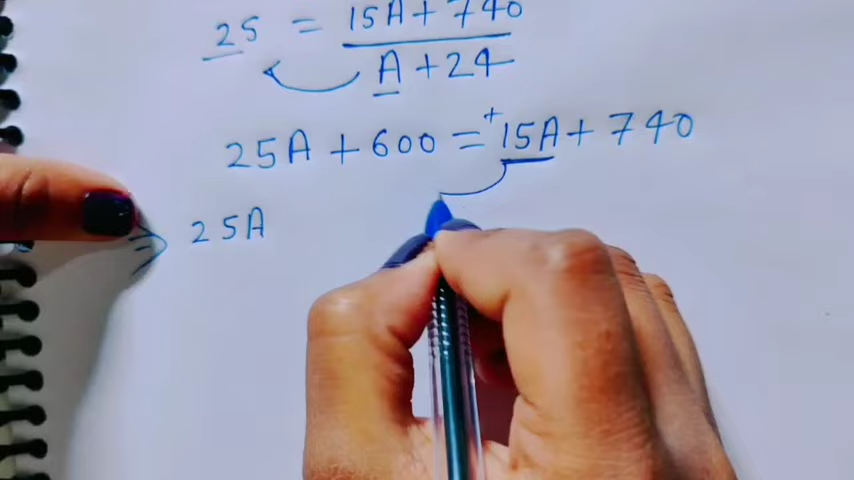 25 = 15A + 740
A + 24
25A + 600 = +15A + 740
⇒ 25A